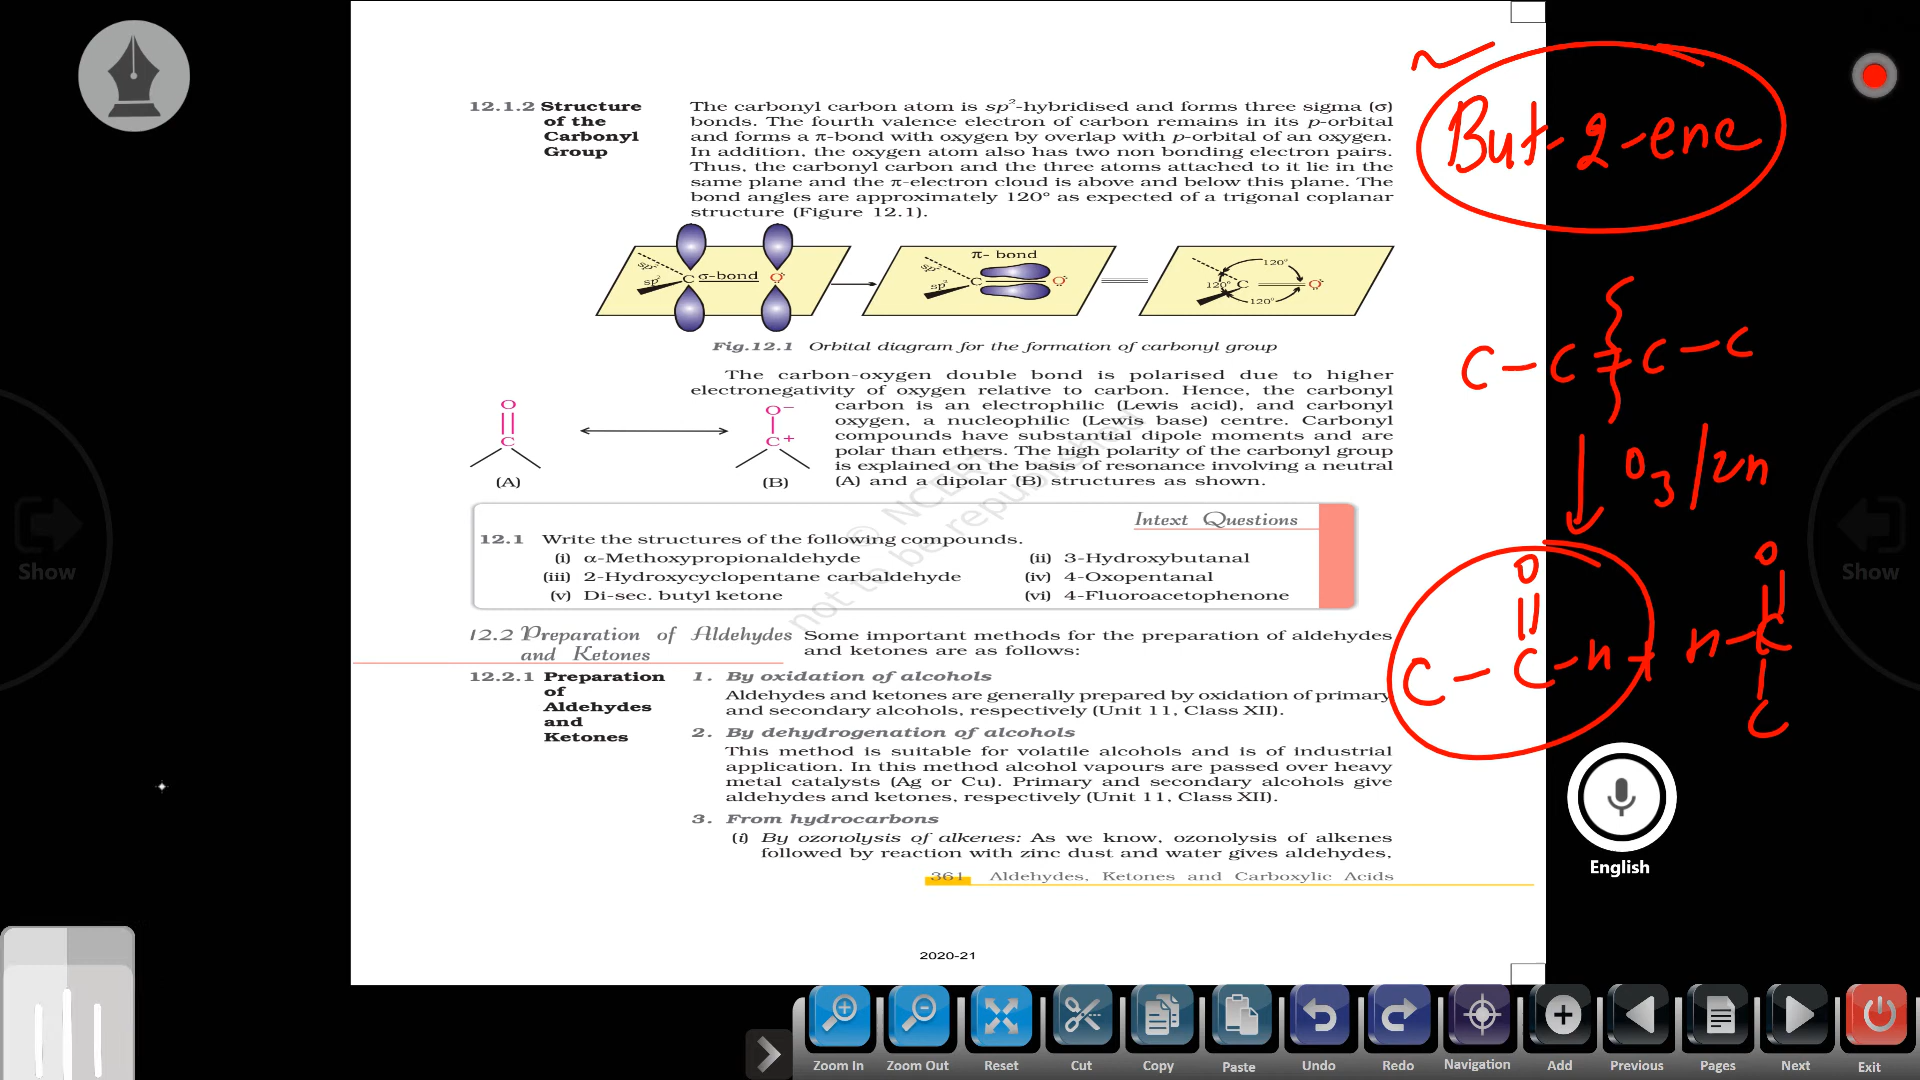 12.1.2 Structure of the Carbonyl Group
The carbonyl carbon atom is sp²-hybridised and forms three sigma (σ)
bonds. The fourth valence electron of carbon remains in its p-orbital
and forms a π-bond with oxygen by overlap with p-orbital of an oxygen.
In addition, the oxygen atom also has two non bonding electron pairs.
Thus, the carbonyl carbon and the three atoms attached to it lie in the
same plane and the π-electron cloud is above and below this plane. The
bond angles are approximately 120° as expected of a trigonal coplanar
structure (Figure 12.1).
sp² sp² C σ-bond O
sp² sp² C π- bond O
120° 120° 120° C O
Fig.12.1 Orbital diagram for the formation of carbonyl group
The carbon-oxygen double bond is polarised due to higher
electronegativity of oxygen relative to carbon. Hence, the carbonyl
carbon is an electrophilic (Lewis acid), and carbonyl
oxygen, a nucleophilic (Lewis base) centre. Carbonyl
compounds have substantial dipole moments and are
polar than ethers. The high polarity of the carbonyl group
is explained on the basis of resonance involving a neutral
(A) and a dipolar (B) structures as shown.
O
C
(A)
O⁻
C⁺
(B)
© NCERT
not to be republished
Intext Questions
12.1 Write the structures of the following compounds.
(i) α-Methoxypropionaldehyde (ii) 3-Hydroxybutanal
(iii) 2-Hydroxycyclopentane carbaldehyde (iv) 4-Oxopentanal
(v) Di-sec. butyl ketone (vi) 4-Fluoroacetophenone
12.2 Preparation of Aldehydes
and Ketones
Some important methods for the preparation of aldehydes
and ketones are as follows:
12.2.1 Preparation
of
Aldehydes
and
Ketones
1. By oxidation of alcohols
Aldehydes and ketones are generally prepared by oxidation of primary
and secondary alcohols, respectively (Unit 11, Class XII).
2. By dehydrogenation of alcohols
This method is suitable for volatile alcohols and is of industrial
application. In this method alcohol vapours are passed over heavy
metal catalysts (Ag or Cu). Primary and secondary alcohols give
aldehydes and ketones, respectively (Unit 11, Class XII).
3. From hydrocarbons
(i) By ozonolysis of alkenes: As we know, ozonolysis of alkenes
followed by reaction with zinc dust and water gives aldehydes,
361 Aldehydes, Ketones and Carboxylic Acids
2020-21
But-2-ene
C-C=C-C
O3/Zn
O
C-C-H + H-C
O
C
Show
Show
English
Zoom In Zoom Out Reset Cut Copy Paste Undo Redo Navigation Add Previous Pages Next Exit